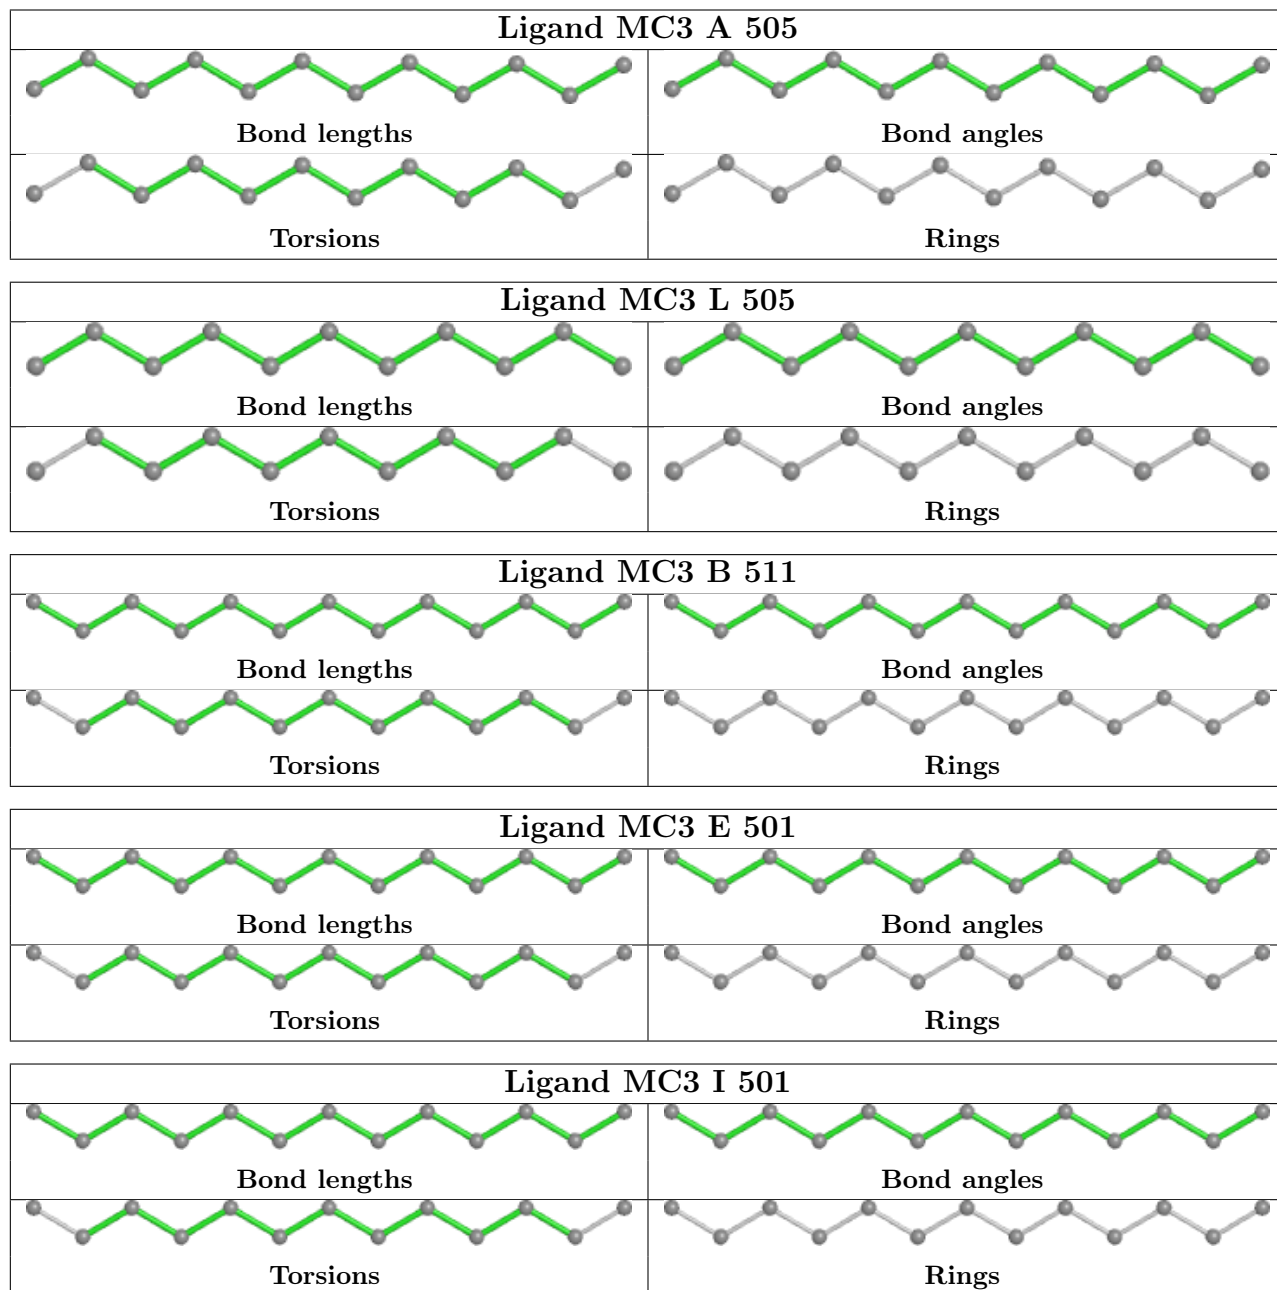 Ligand MC3 A 505
Bond lengths Bond angles
Torsions Rings
Ligand MC3 L 505
Bond lengths Bond angles
Torsions Rings
Ligand MC3 B 511
Bond lengths Bond angles
Torsions Rings
Ligand MC3 E 501
Bond lengths Bond angles
Torsions Rings
Ligand MC3 I 501
Bond lengths Bond angles
Torsions Rings